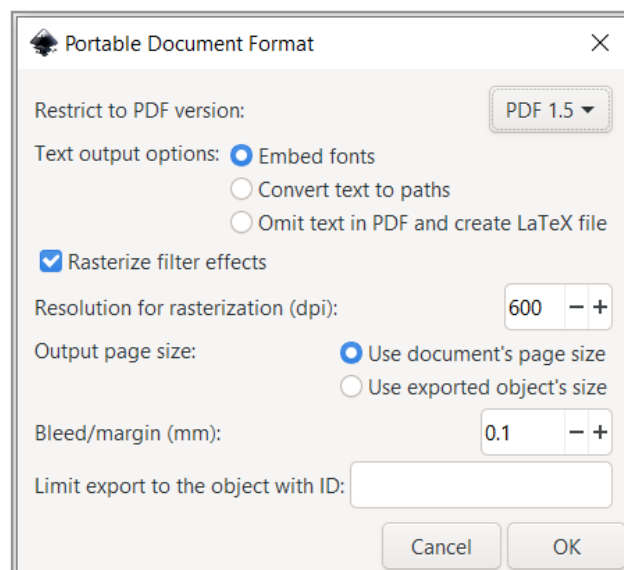 Portable Document Format
Restrict to PDF version: PDF 1.5
Text output options: Embed fonts
Convert text to paths
Omit text in PDF and create LaTeX file
Rasterize filter effects
Resolution for rasterization (dpi): 600
Output page size: Use document's page size
Use exported object's size
Bleed/margin (mm): 0.1
Limit export to the object with ID:
Cancel OK